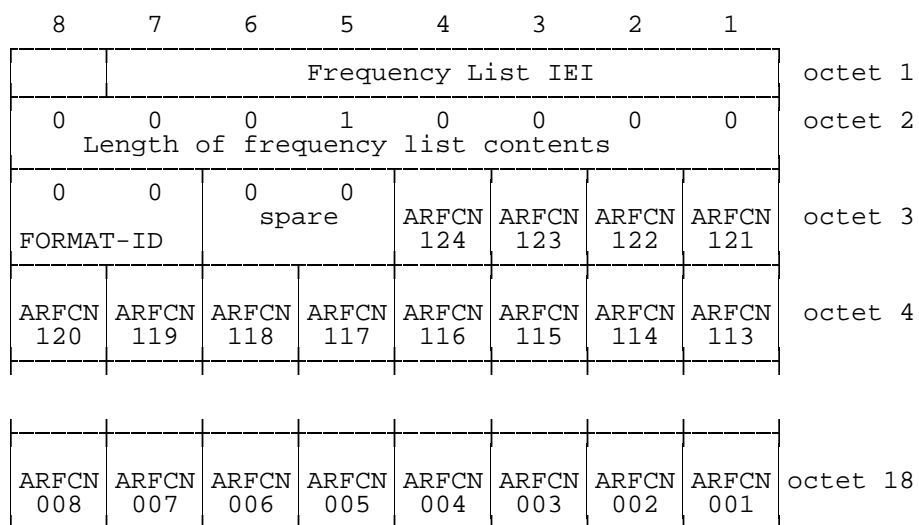 8 7 6 5 4 3 2 1
Frequency List IEI octet 1
0 0 0 1 0 0 0 0 octet 2
Length of frequency list contents
0 0 0 0
spare ARFCN ARFCN ARFCN ARFCN octet 3
FORMAT-ID 124 123 122 121
ARFCN ARFCN ARFCN ARFCN ARFCN ARFCN ARFCN ARFCN octet 4
120 119 118 117 116 115 114 113
ARFCN ARFCN ARFCN ARFCN ARFCN ARFCN ARFCN ARFCN octet 18
008 007 006 005 004 003 002 001